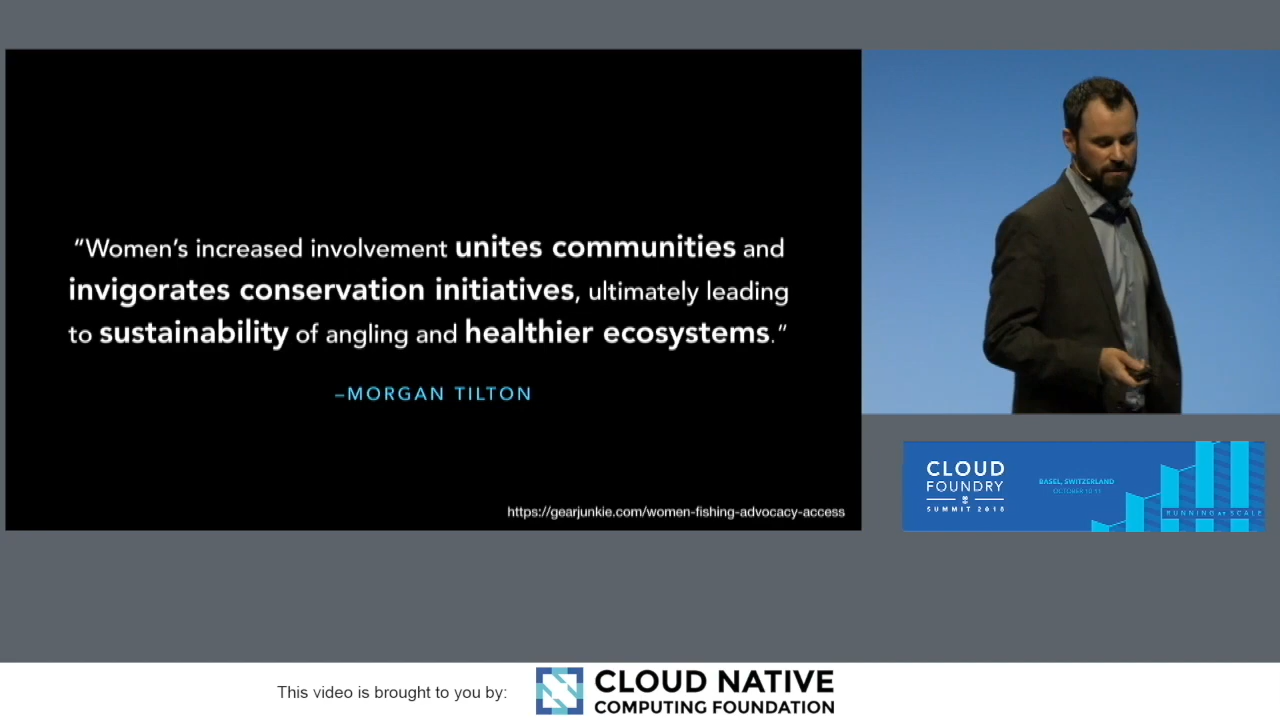 “Women’s increased involvement unites communities and
invigorates conservation initiatives, ultimately leading
to sustainability of angling and healthier ecosystems.”
–MORGAN TILTON
https://gearjunkie.com/women-fishing-advocacy-access
CLOUD
FOUNDRY
SUMMIT 2018
BASEL, SWITZERLAND
OCTOBER 10-11
RUNNING AT SCALE
This video is brought to you by:
CLOUD NATIVE
COMPUTING FOUNDATION